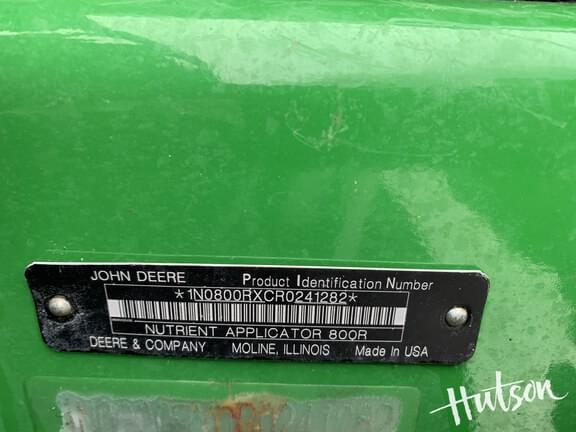 JOHN DEERE Product Identification Number
*1N0800RXCR0241282*
NUTRIENT APPLICATOR 800R
DEERE & COMPANY MOLINE, ILLINOIS Made In USA
Hutson